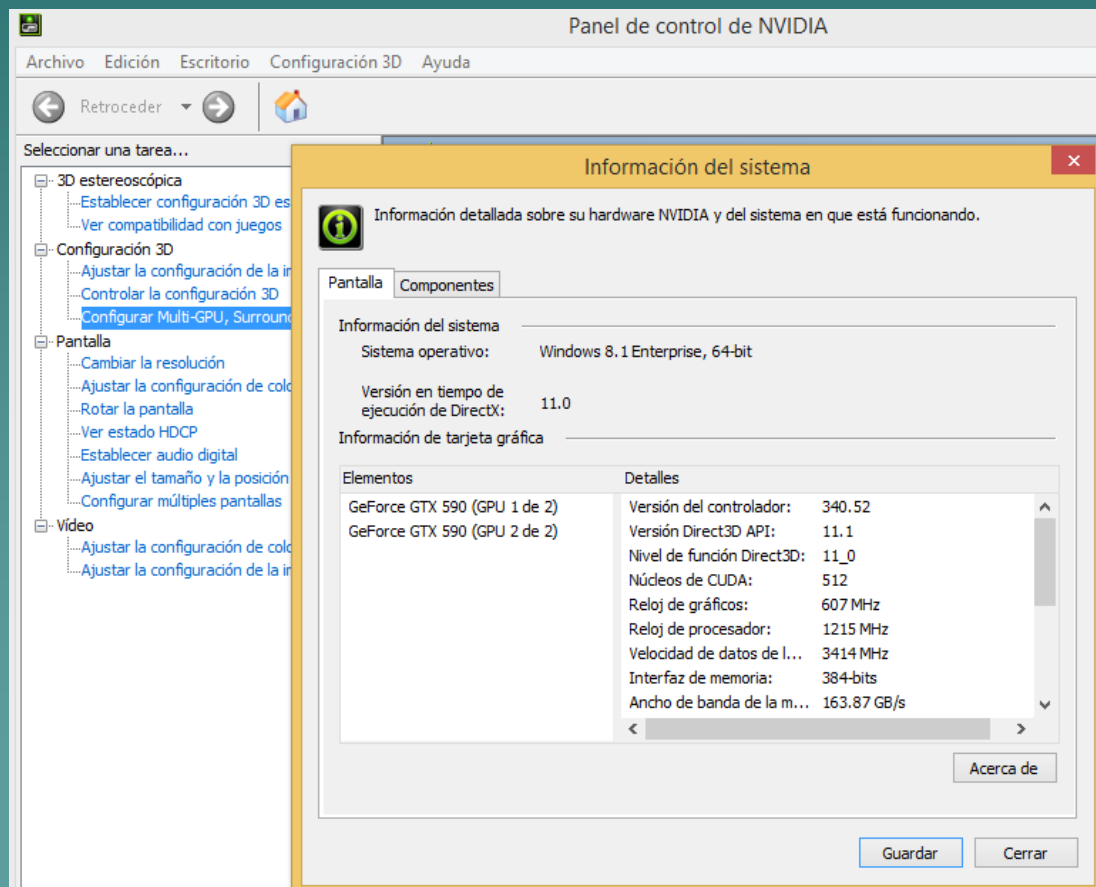 Panel de control de NVIDIA
Archivo Edición Escritorio Configuración 3D Ayuda
Retroceder
Seleccionar una tarea...
3D estereoscópica
Establecer configuración 3D es
Ver compatibilidad con juegos
Configuración 3D
Ajustar la configuración de la in
Controlar la configuración 3D
Configurar Multi-GPU, Surround
Pantalla
Cambiar la resolución
Ajustar la configuración de colo
Rotar la pantalla
Ver estado HDCP
Establecer audio digital
Ajustar el tamaño y la posición
Configurar múltiples pantallas
Vídeo
Ajustar la configuración de colo
Ajustar la configuración de la in
Información del sistema
Información detallada sobre su hardware NVIDIA y del sistema en que está funcionando.
Pantalla Componentes
Información del sistema
Sistema operativo: Windows 8.1 Enterprise, 64-bit
Versión en tiempo de
ejecución de DirectX: 11.0
Información de tarjeta gráfica
Elementos Detalles
GeForce GTX 590 (GPU 1 de 2) Versión del controlador: 340.52
GeForce GTX 590 (GPU 2 de 2) Versión Direct3D API: 11.1
Nivel de función Direct3D: 11_0
Núcleos de CUDA: 512
Reloj de gráficos: 607 MHz
Reloj de procesador: 1215 MHz
Velocidad de datos de l... 3414 MHz
Interfaz de memoria: 384-bits
Ancho de banda de la m... 163.87 GB/s
Acerca de
Guardar Cerrar